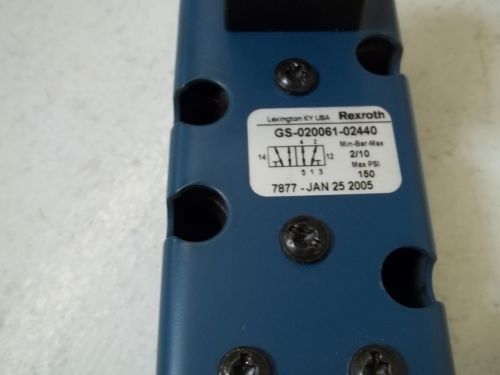 Lexington KY USA Rexroth
GS-020061-02440
4 2 Min-Bar-Max
14 12 2/10
Max PSI
5 1 3 150
7877 - JAN 25 2005